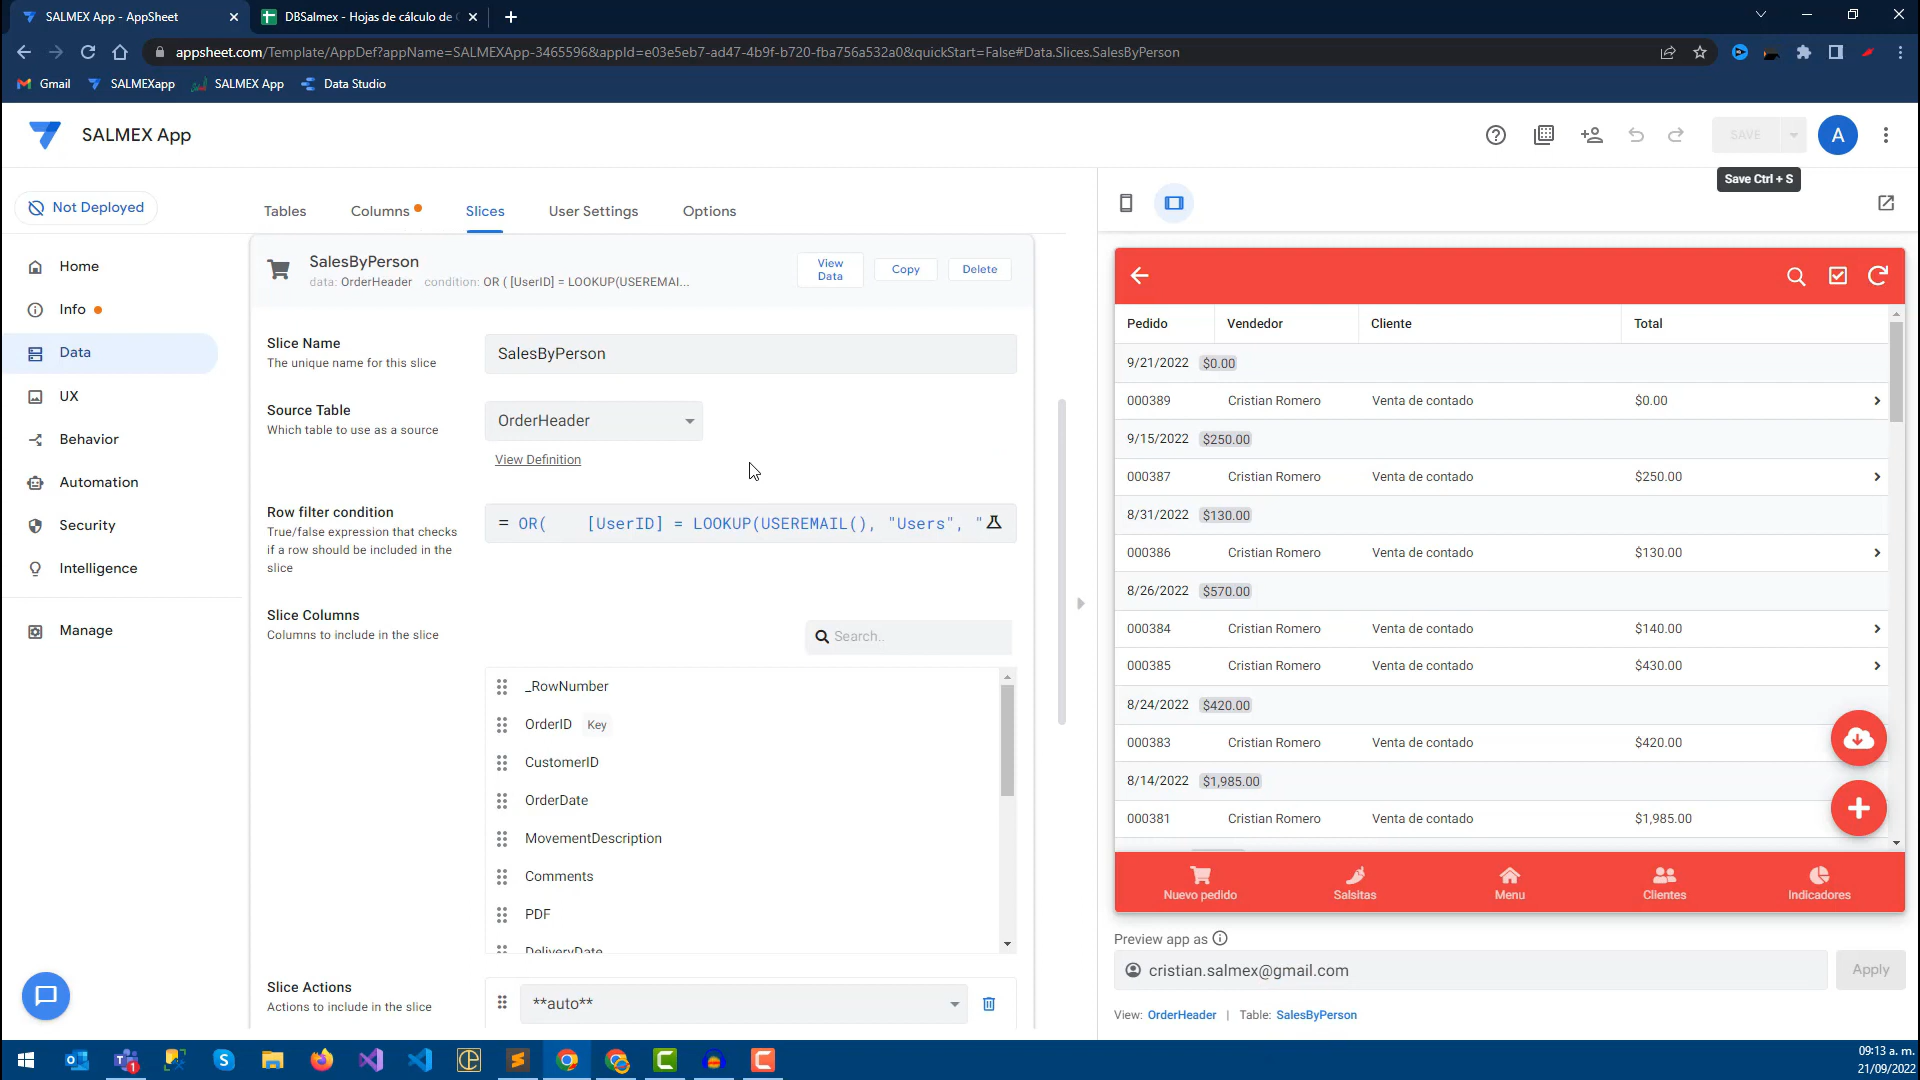 SALMEX App - AppSheet
DBSalmex - Hojas de cálculo de
appsheet.com/Template/AppDef?appName=SALMEXApp-3465596&appId=e03e5eb7-ad47-4b9f-b720-fba756a532a0&quickStart=False#Data.Slices.SalesByPerson
Gmail
SALMEXapp
SALMEX App
Data Studio
SALMEX App
SAVE
A
Save Ctrl + S
Not Deployed
Tables
Columns
Slices
User Settings
Options
Home
Info
Data
UX
Behavior
Automation
Security
Intelligence
Manage
SalesByPerson
data: OrderHeader condition: OR ( [UserID] = LOOKUP(USEREMAI...
View Data
Copy
Delete
Slice Name
The unique name for this slice
SalesByPerson
Source Table
Which table to use as a source
OrderHeader
View Definition
Row filter condition
True/false expression that checks
if a row should be included in the
slice
= OR( [UserID] = LOOKUP(USEREMAIL(), "Users", "
Slice Columns
Columns to include in the slice
Search..
_RowNumber
OrderID Key
CustomerID
OrderDate
MovementDescription
Comments
PDF
DeliveryDate
Slice Actions
Actions to include in the slice
**auto**
Pedido Vendedor Cliente Total
9/21/2022 $0.00
000389 Cristian Romero Venta de contado $0.00
9/15/2022 $250.00
000387 Cristian Romero Venta de contado $250.00
8/31/2022 $130.00
000386 Cristian Romero Venta de contado $130.00
8/26/2022 $570.00
000384 Cristian Romero Venta de contado $140.00
000385 Cristian Romero Venta de contado $430.00
8/24/2022 $420.00
000383 Cristian Romero Venta de contado $420.00
8/14/2022 $1,985.00
000381 Cristian Romero Venta de contado $1,985.00
Nuevo pedido
Salsitas
Menu
Clientes
Indicadores
Preview app as
cristian.salmex@gmail.com
Apply
View: OrderHeader | Table: SalesByPerson
09:13 a. m.
21/09/2022